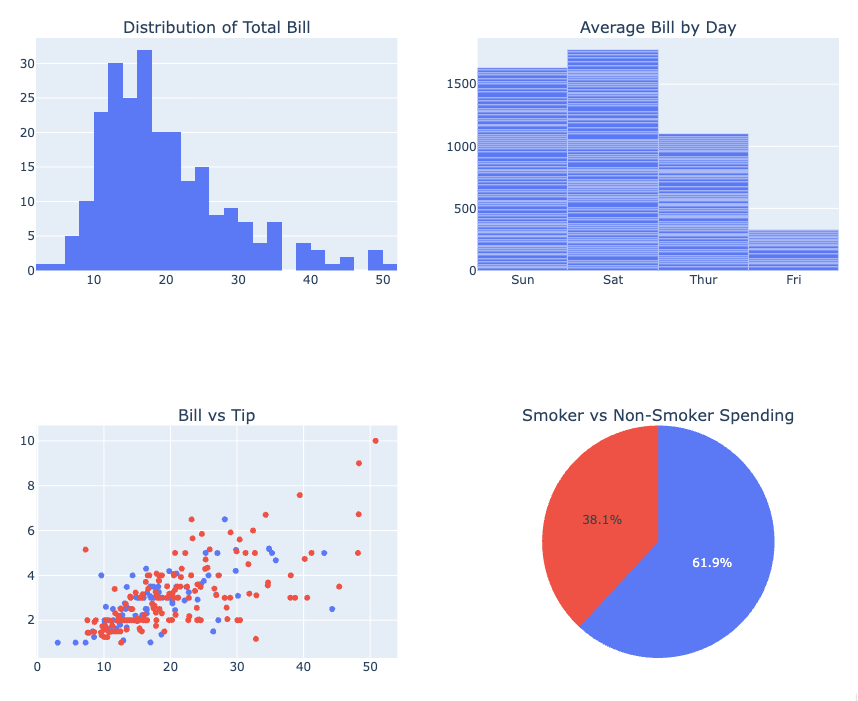 Distribution of Total Bill
30
25
20
15
10
5
0
10 20 30 40 50
Average Bill by Day
1500
1000
500
0
Sun Sat Thur Fri
Bill vs Tip
10
8
6
4
2
0 10 20 30 40 50
Smoker vs Non-Smoker Spending
38.1%
61.9%